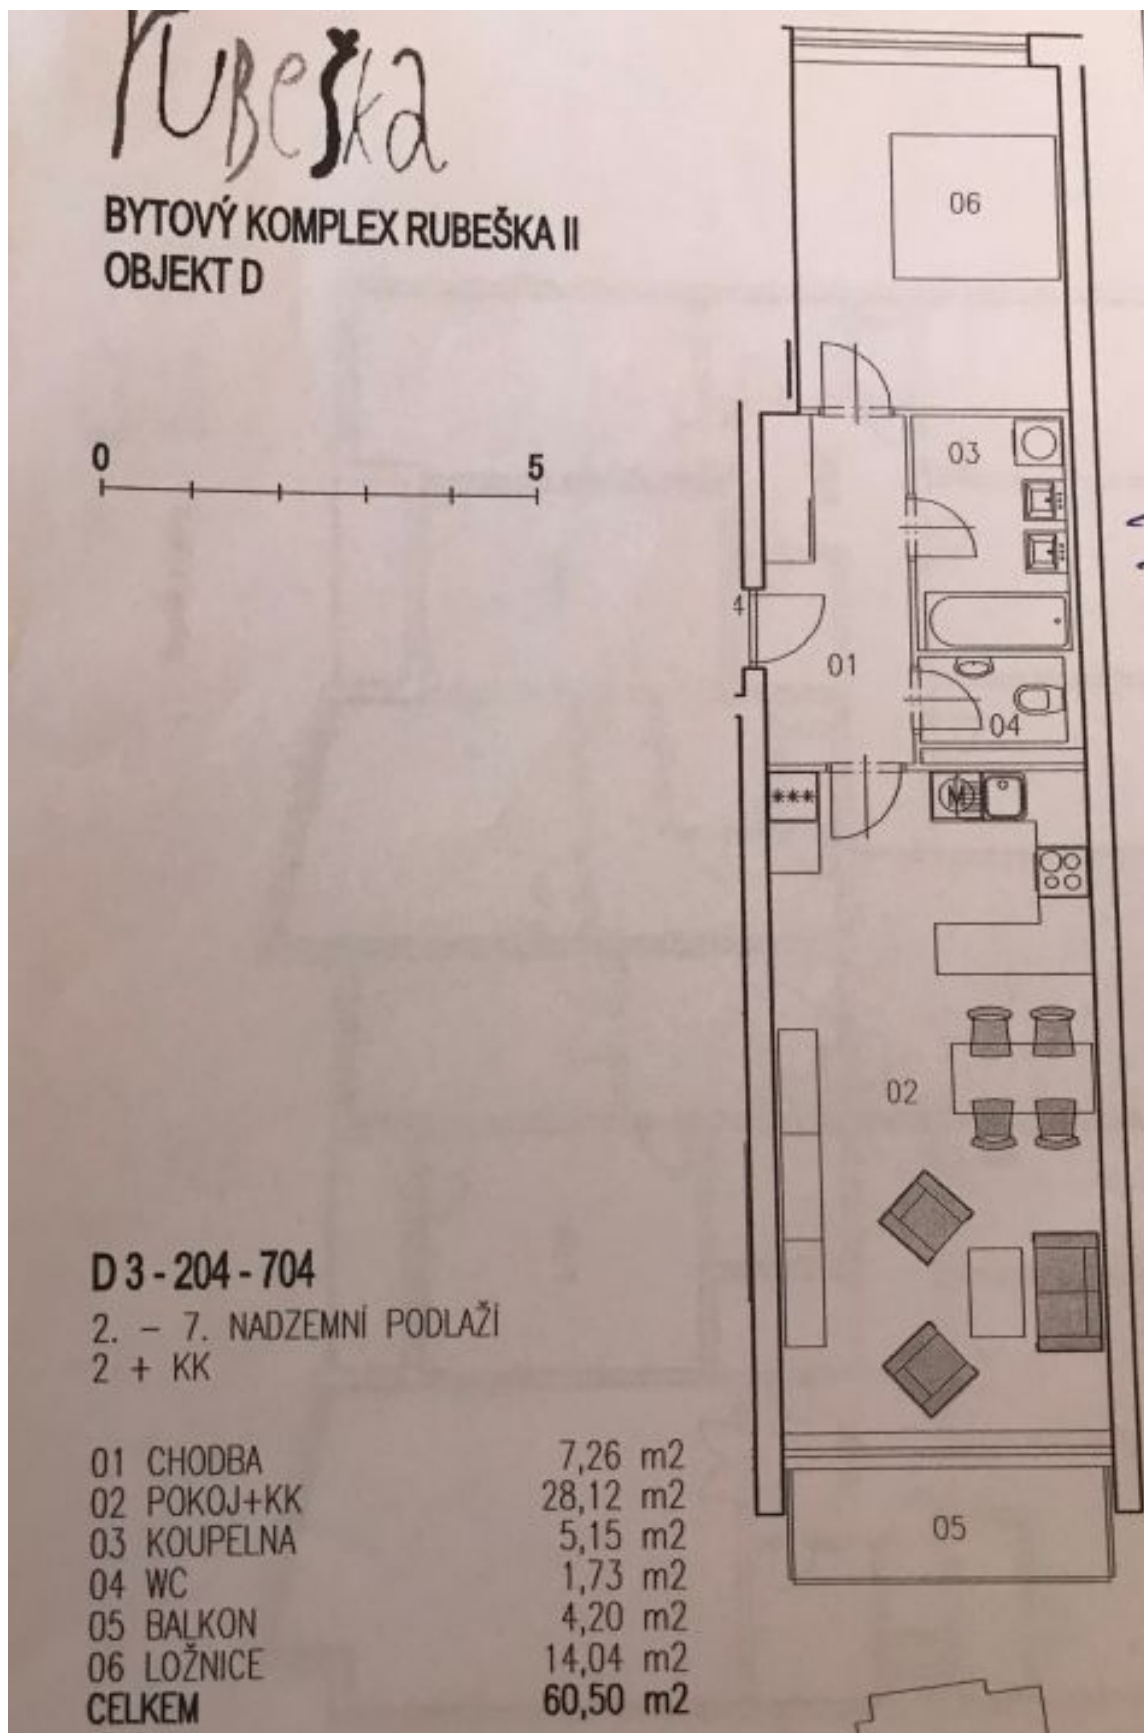 rubeška
BYTOVÝ KOMPLEX RUBEŠKA II
OBJEKT D
0 5
06
03
4
01
04
***
M
02
05
D 3 - 204 - 704
2. - 7. NADZEMNÍ PODLAŽÍ
2 + KK
01 CHODBA 7,26 m2
02 POKOJ+KK 28,12 m2
03 KOUPELNA 5,15 m2
04 WC 1,73 m2
05 BALKON 4,20 m2
06 LOŽNICE 14,04 m2
CELKEM 60,50 m2